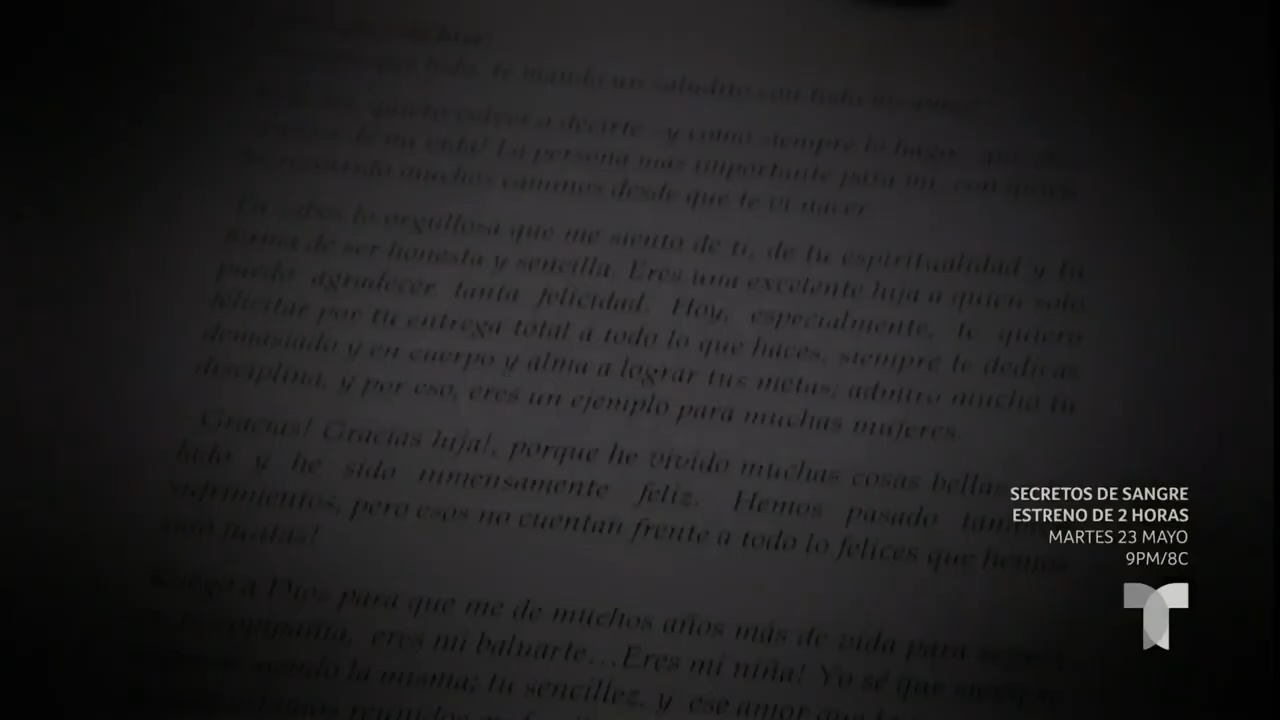 te mando un saludito con todo
quiero volver a decirte -y como siempre lo hago- que
de mi vida! La persona más importante para mi, con quien
he recorrido muchos caminos desde que te vi nacer
Tu sabes lo orgullosa que me siento de ti, de tu espiritualidad y tu
forma de ser honesta y sencilla. Eres una excelente hija a quien solo
puedo agradecer tanta felicidad. Hoy, especialmente, te quiero
felicitar por tu entrega total a todo lo que haces, siempre te dedicas
demasiado y en cuerpo y alma a lograr tus metas; admiro mucho tu
disciplina, y por eso, eres un ejemplo para muchas mujeres.
Gracias! Gracias hija!, porque he vivido muchas cosas bellas
lado y he sido inmensamente feliz. Hemos pasado
sufrimientos, pero esos no cuentan frente a todo lo felices que hemos
sido juntas!
a Dios para que me de muchos años más de vida para
compañía, eres mi baluarte...Eres mi niña! Yo sé que
siendo la misma; tu sencillez, y ese amor que
SECRETOS DE SANGRE
ESTRENO DE 2 HORAS
MARTES 23 MAYO
9PM/8C